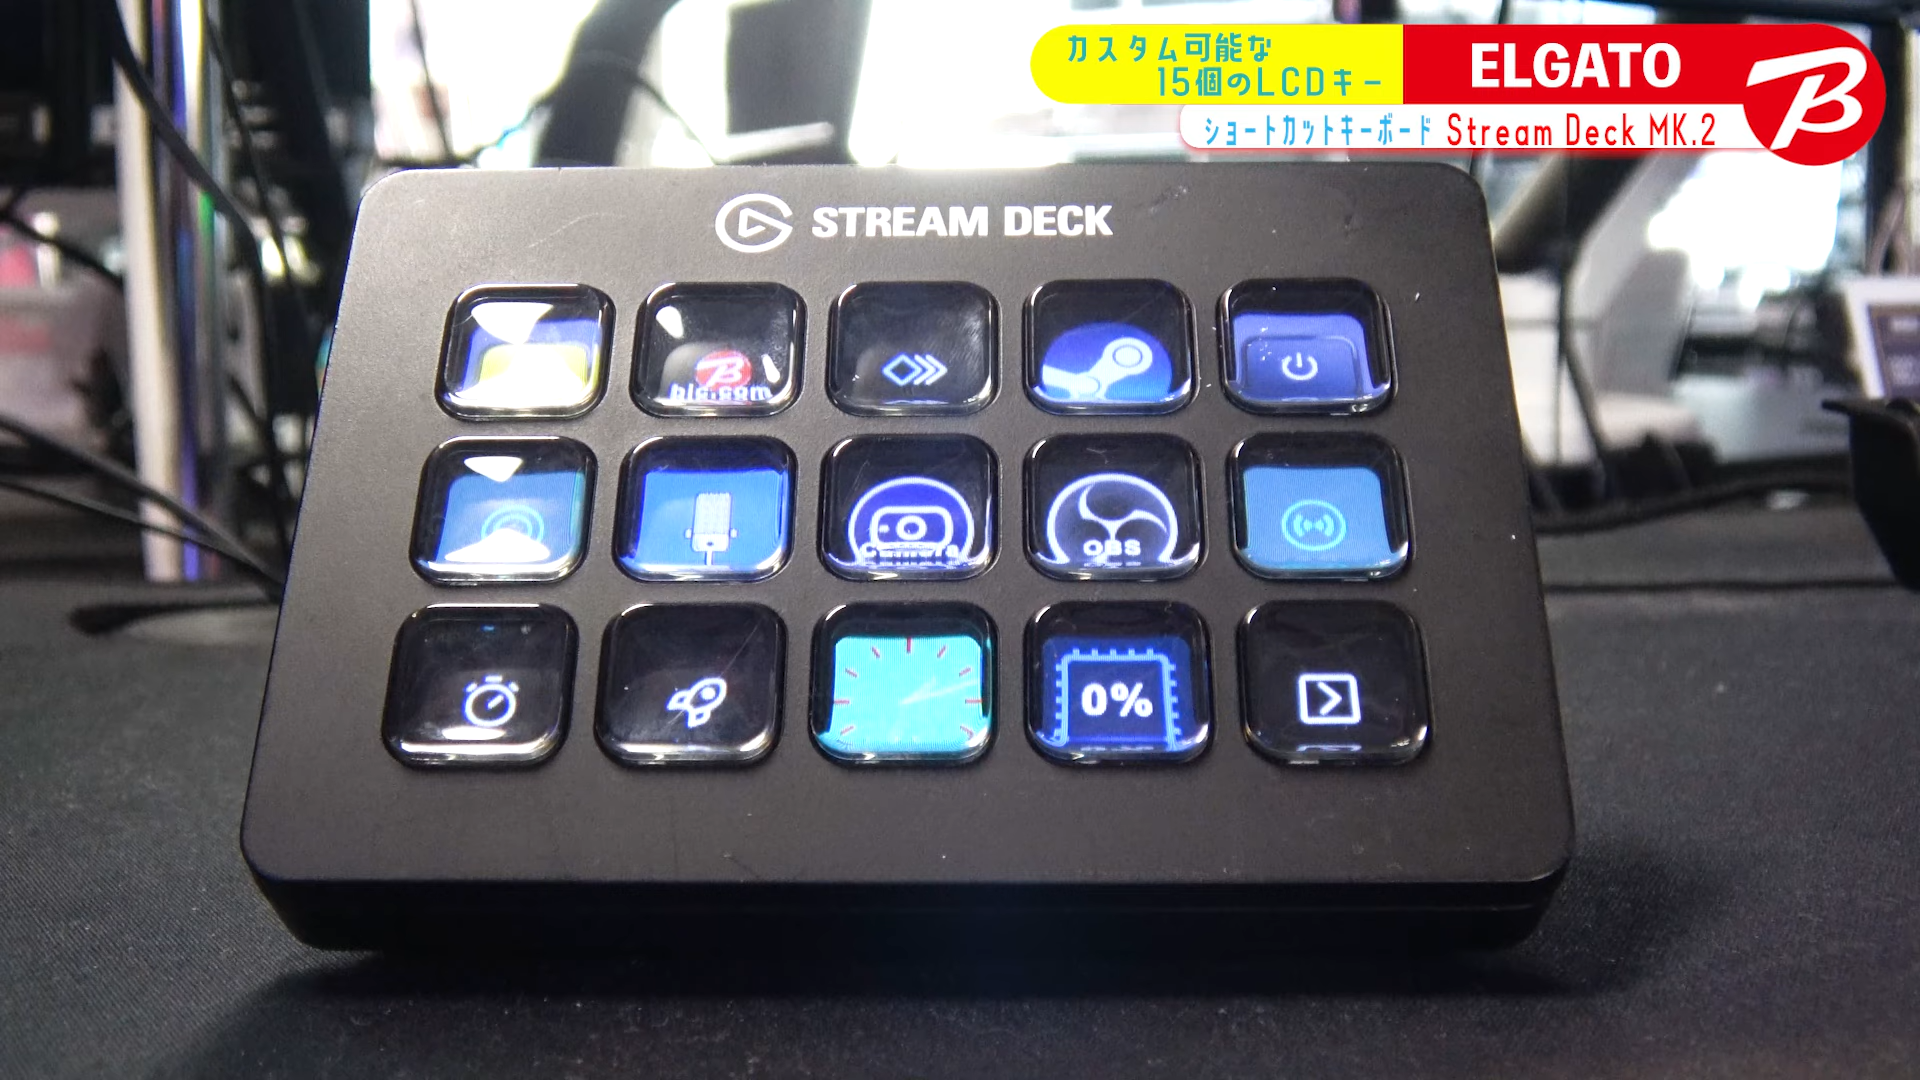 カスタム可能な
15個のLCDキー
ELGATO
B
ショートカットキーボード Stream Deck MK.2
STREAM DECK
B
Camera
OBS
0%